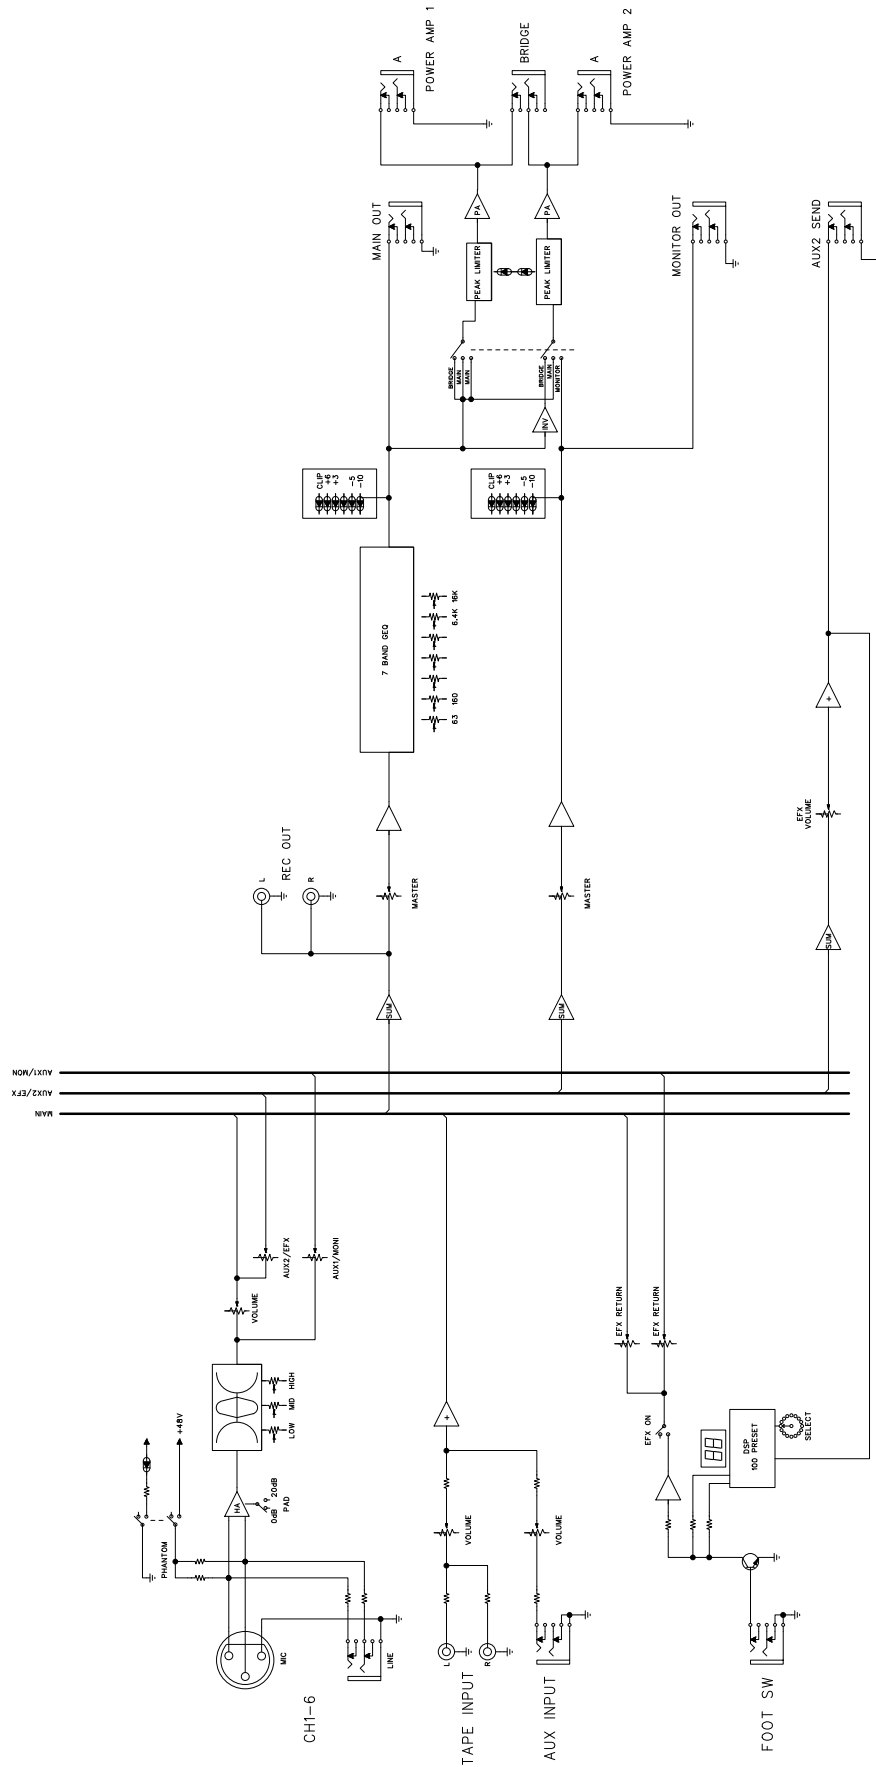 POWER AMP 1
A
BRIDGE
A
POWER AMP 2
MAIN OUT
MONITOR OUT
AUX2 SEND
PA
PA
PEAK LIMITER
PEAK LIMITER
BRIDGE
MAIN
MAIN
BRIDGE
MAIN
MONITOR
INV
CLIP
+6
+3
-5
-10
CLIP
+6
+3
-5
-10
7 BAND GEQ
16K
6.4K
160
63
EFX
VOLUME
REC OUT
L
R
MASTER
MASTER
SUM
SUM
SUM
+
AUX1/MON
AUX2/EFX
MAIN
AUX2/EFX
AUX1/MONI
VOLUME
HIGH
MID
LOW
+48V
PHANTOM
HA
0dB
20dB
PAD
MIC
LINE
CH1-6
+
VOLUME
VOLUME
L
R
TAPE INPUT
AUX INPUT
EFX RETURN
EFX RETURN
EFX ON
DSP
100 PRESET
SELECT
FOOT SW